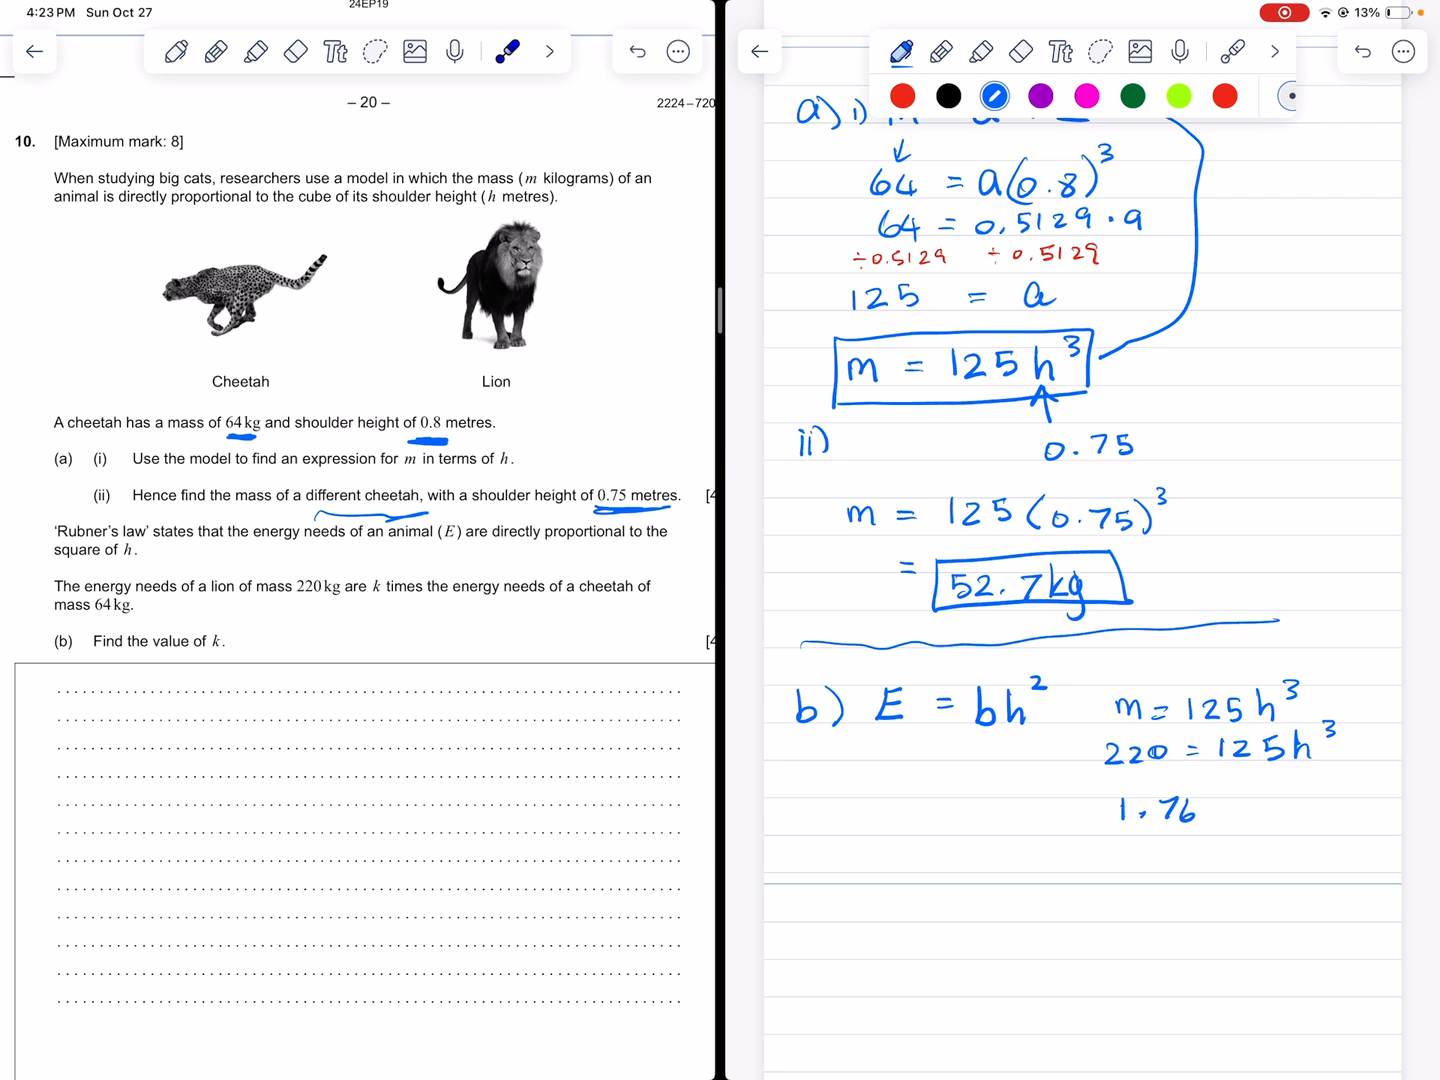 4:23 PM Sun Oct 27
24EP19
13%
Tt
Tt
– 20 –
2224–720
10. [Maximum mark: 8]
When studying big cats, researchers use a model in which the mass (m kilograms) of an
animal is directly proportional to the cube of its shoulder height (h metres).
Cheetah
Lion
A cheetah has a mass of 64 kg and shoulder height of 0.8 metres.
(a) (i) Use the model to find an expression for m in terms of h.
(ii) Hence find the mass of a different cheetah, with a shoulder height of 0.75 metres. [4
‘Rubner’s law’ states that the energy needs of an animal (E) are directly proportional to the
square of h.
The energy needs of a lion of mass 220 kg are k times the energy needs of a cheetah of
mass 64 kg.
(b) Find the value of k. [4
a) i)
64 = a(0.8)³
64 = 0.5129 · a
÷0.5129 ÷0.5129
125 = a
m = 125h³
0.75
ii)
m = 125(0.75)³
= 52.7kg
b) E = bh²
m = 125h³
220 = 125h³
1.76